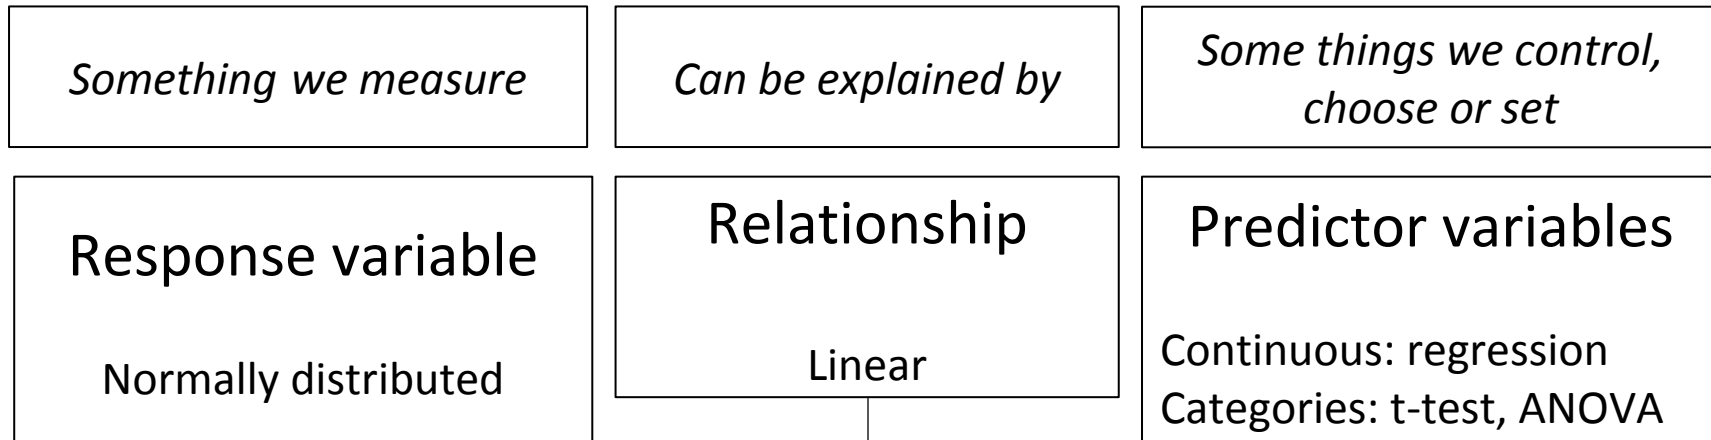 Something we measure
Can be explained by
Some things we control,
choose or set
Response variable
Normally distributed
Relationship
Linear
Predictor variables
Continuous: regression
Categories: t-test, ANOVA